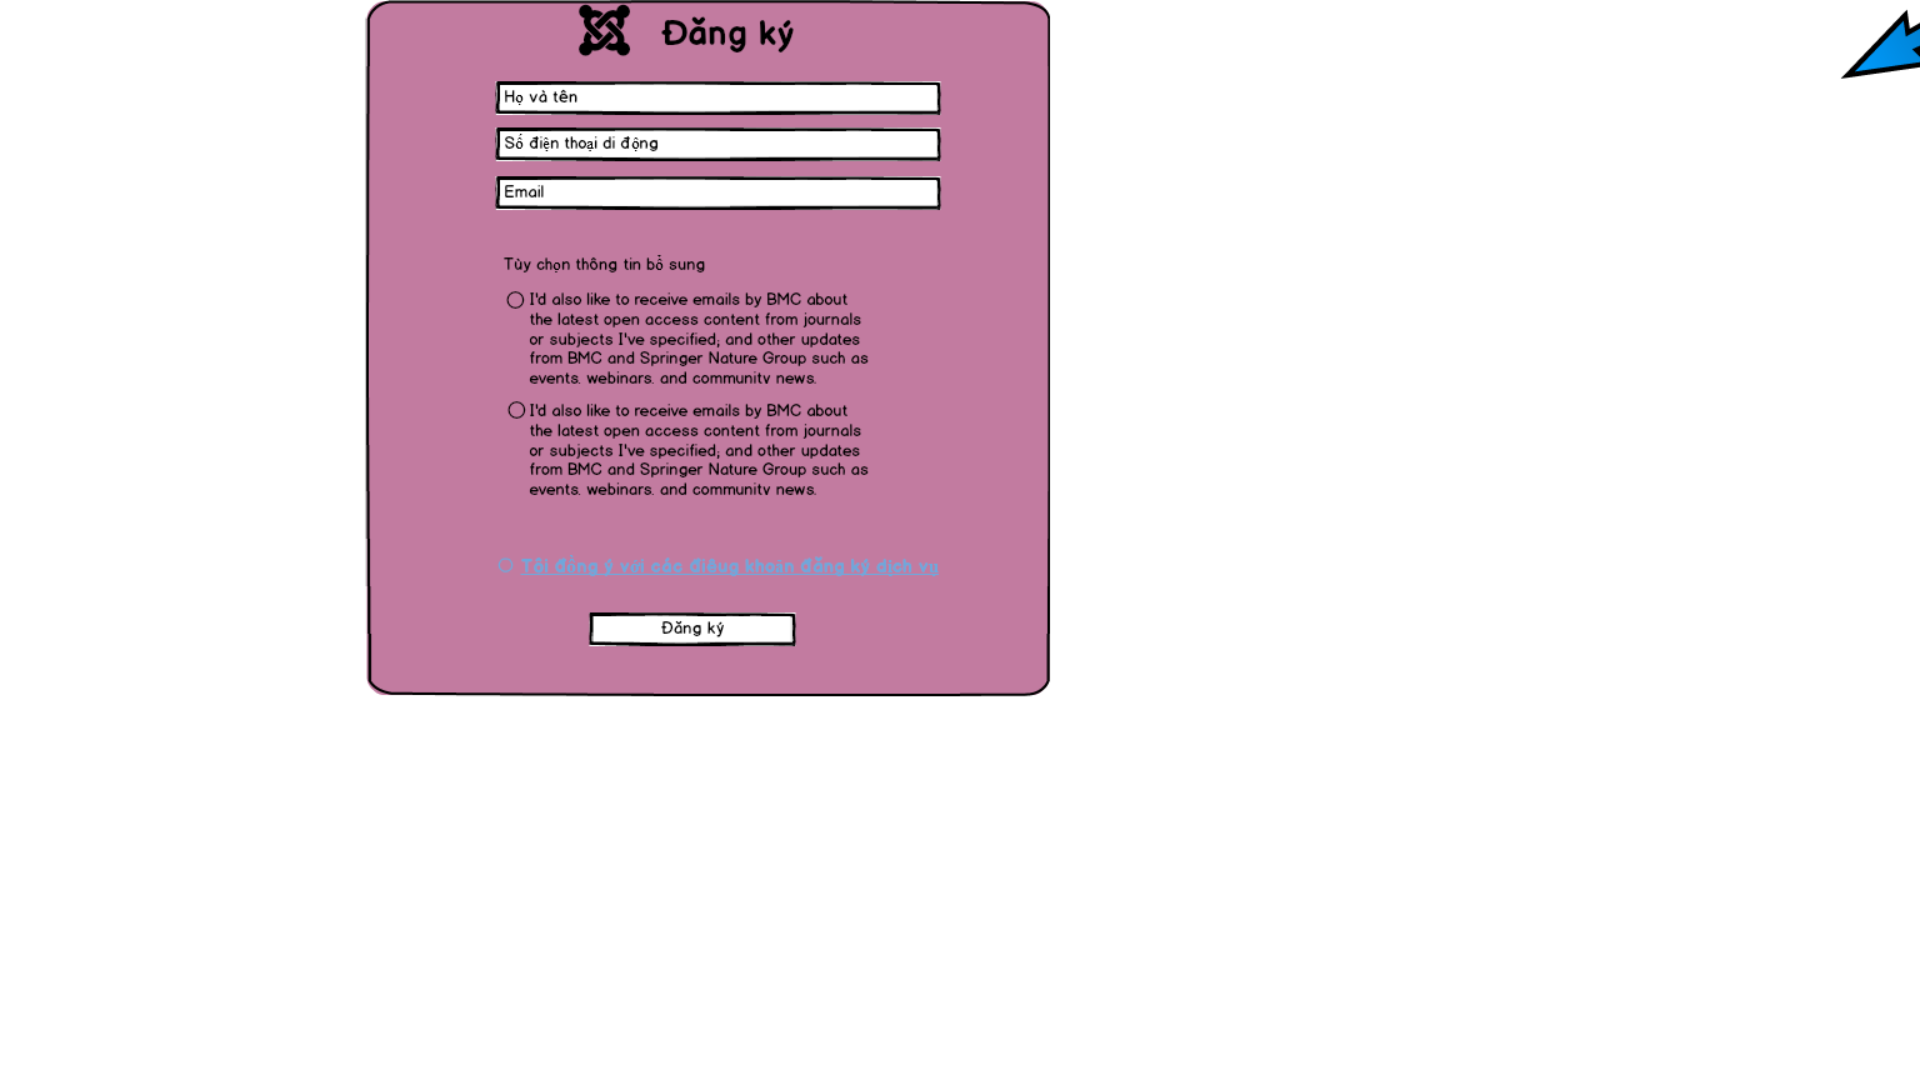 Đăng ký
Họ và tên
Số điện thoại di động
Email
Tùy chọn thông tin bổ sung
I'd also like to receive emails by BMC about
the latest open access content from journals
or subjects I've specified; and other updates
from BMC and Springer Nature Group such as
events, webinars, and community news.
I'd also like to receive emails by BMC about
the latest open access content from journals
or subjects I've specified; and other updates
from BMC and Springer Nature Group such as
events, webinars, and community news.
Tôi đồng ý với các điêug khoản đẵng ký dịch vụ
Đăng ký